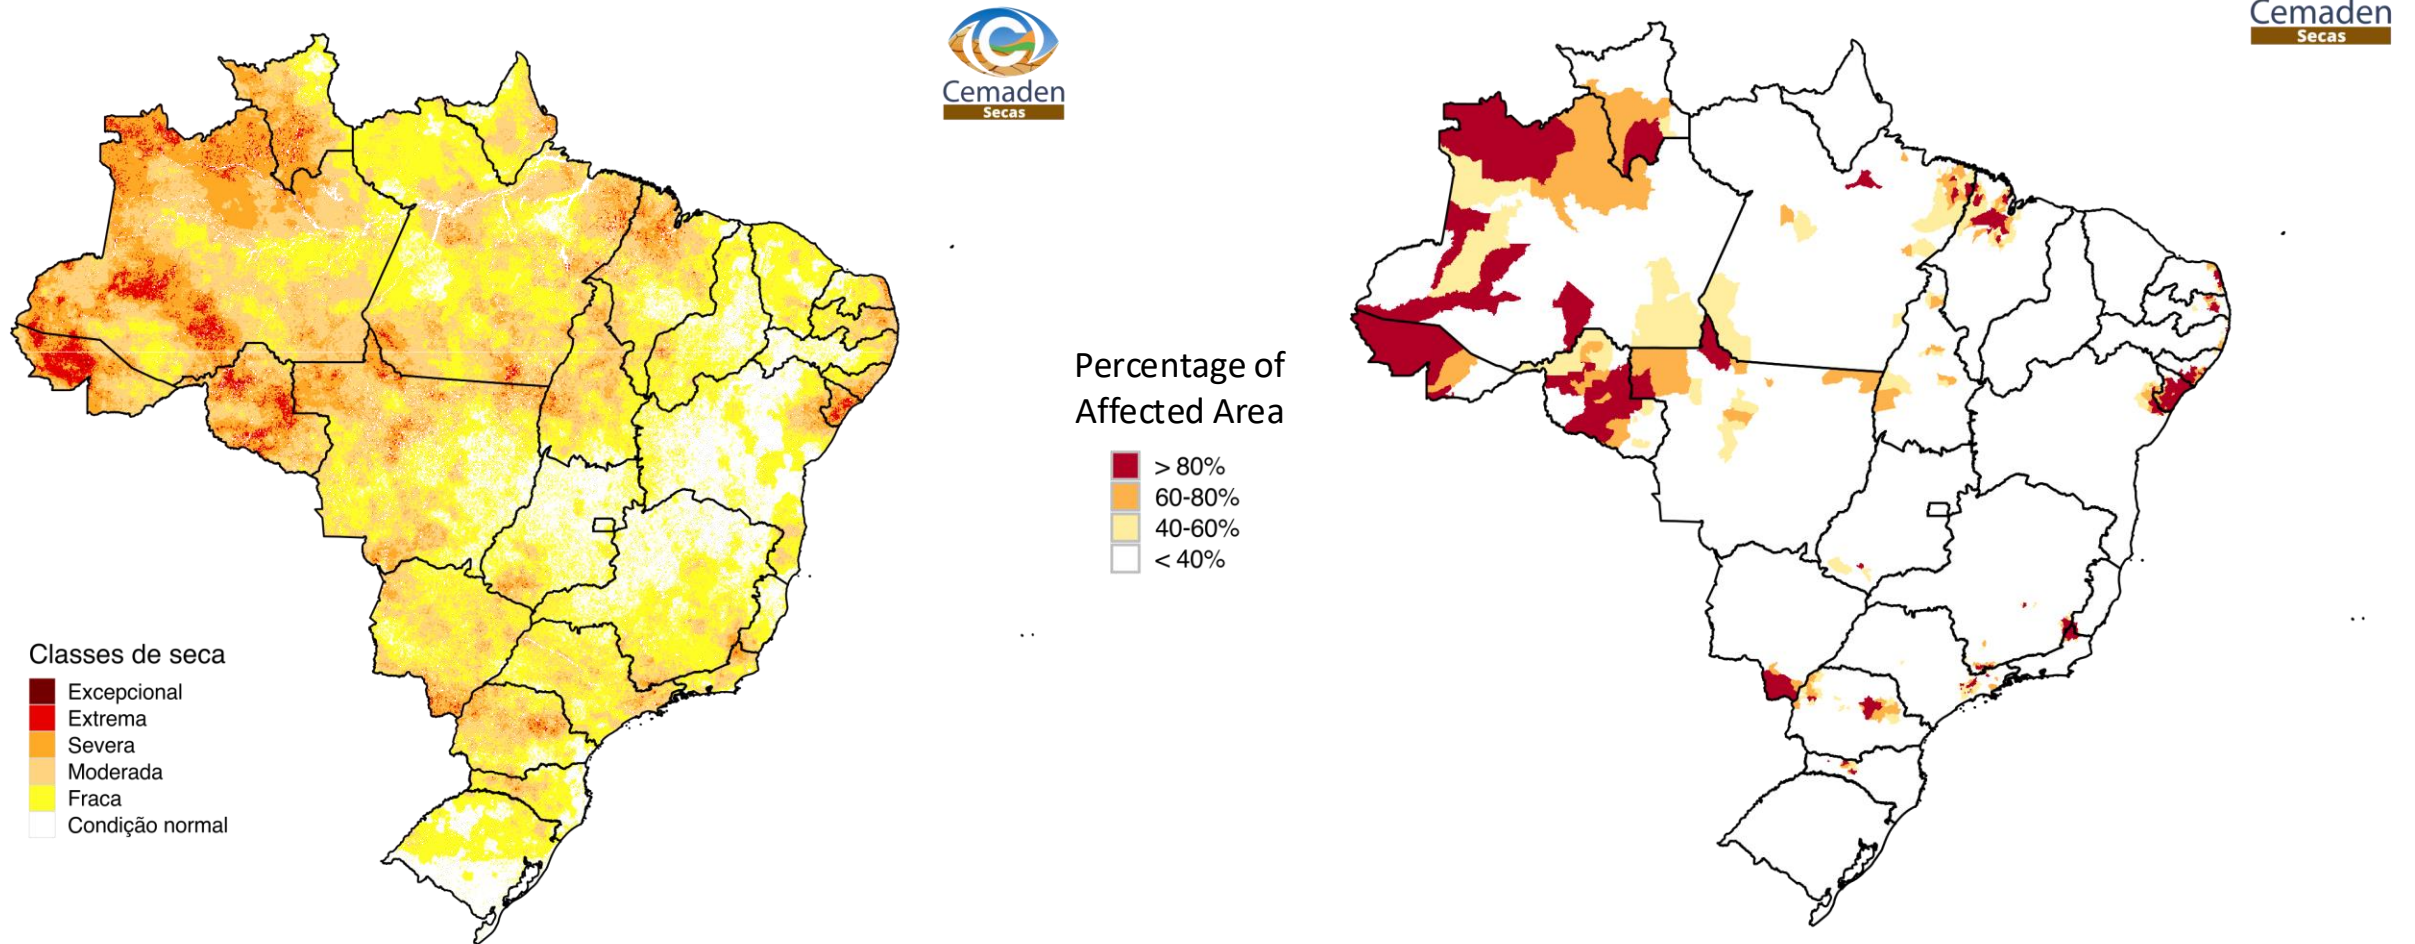 Cemaden
Secas
Classes de seca
Excepcional
Extrema
Severa
Moderada
Fraca
Condição normal
Percentage of
Affected Area
> 80%
60-80%
40-60%
< 40%
Cemaden
Secas